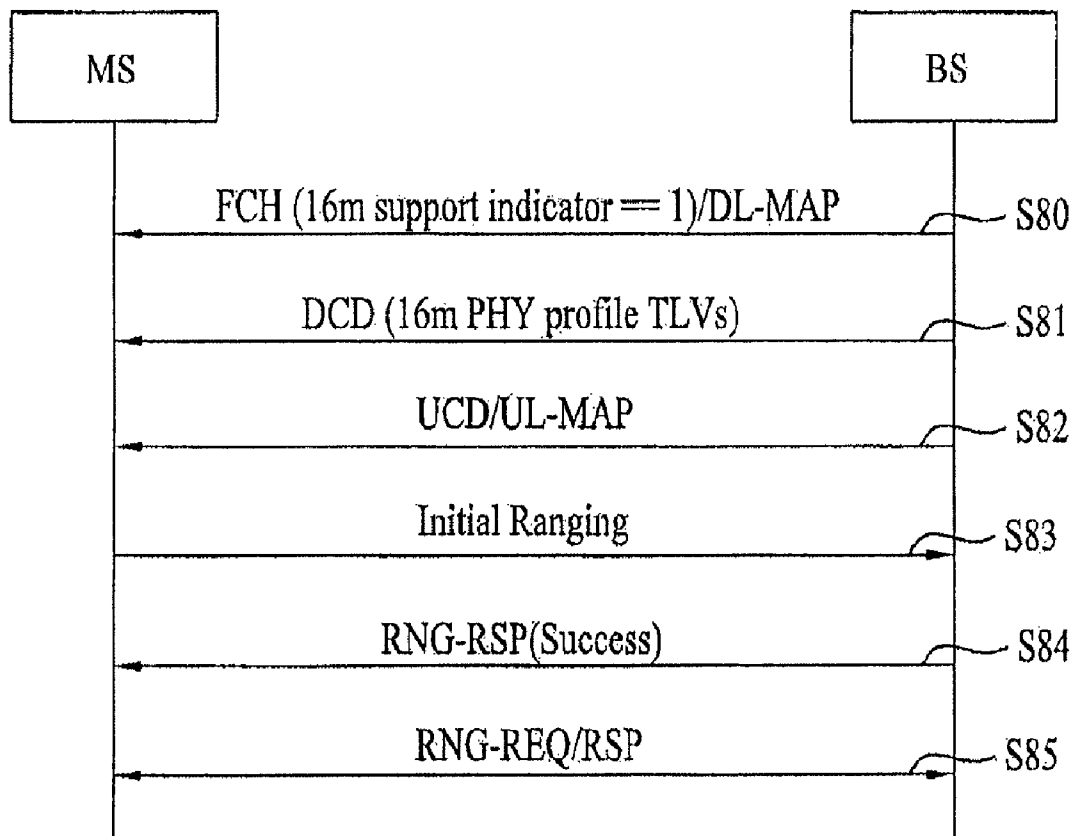 MS
BS
FCH (16m support indicator == 1)/DL-MAP
S80
DCD (16m PHY profile TLVs)
S81
UCD/UL-MAP
S82
Initial Ranging
S83
RNG-RSP(Success)
S84
RNG-REQ/RSP
S85